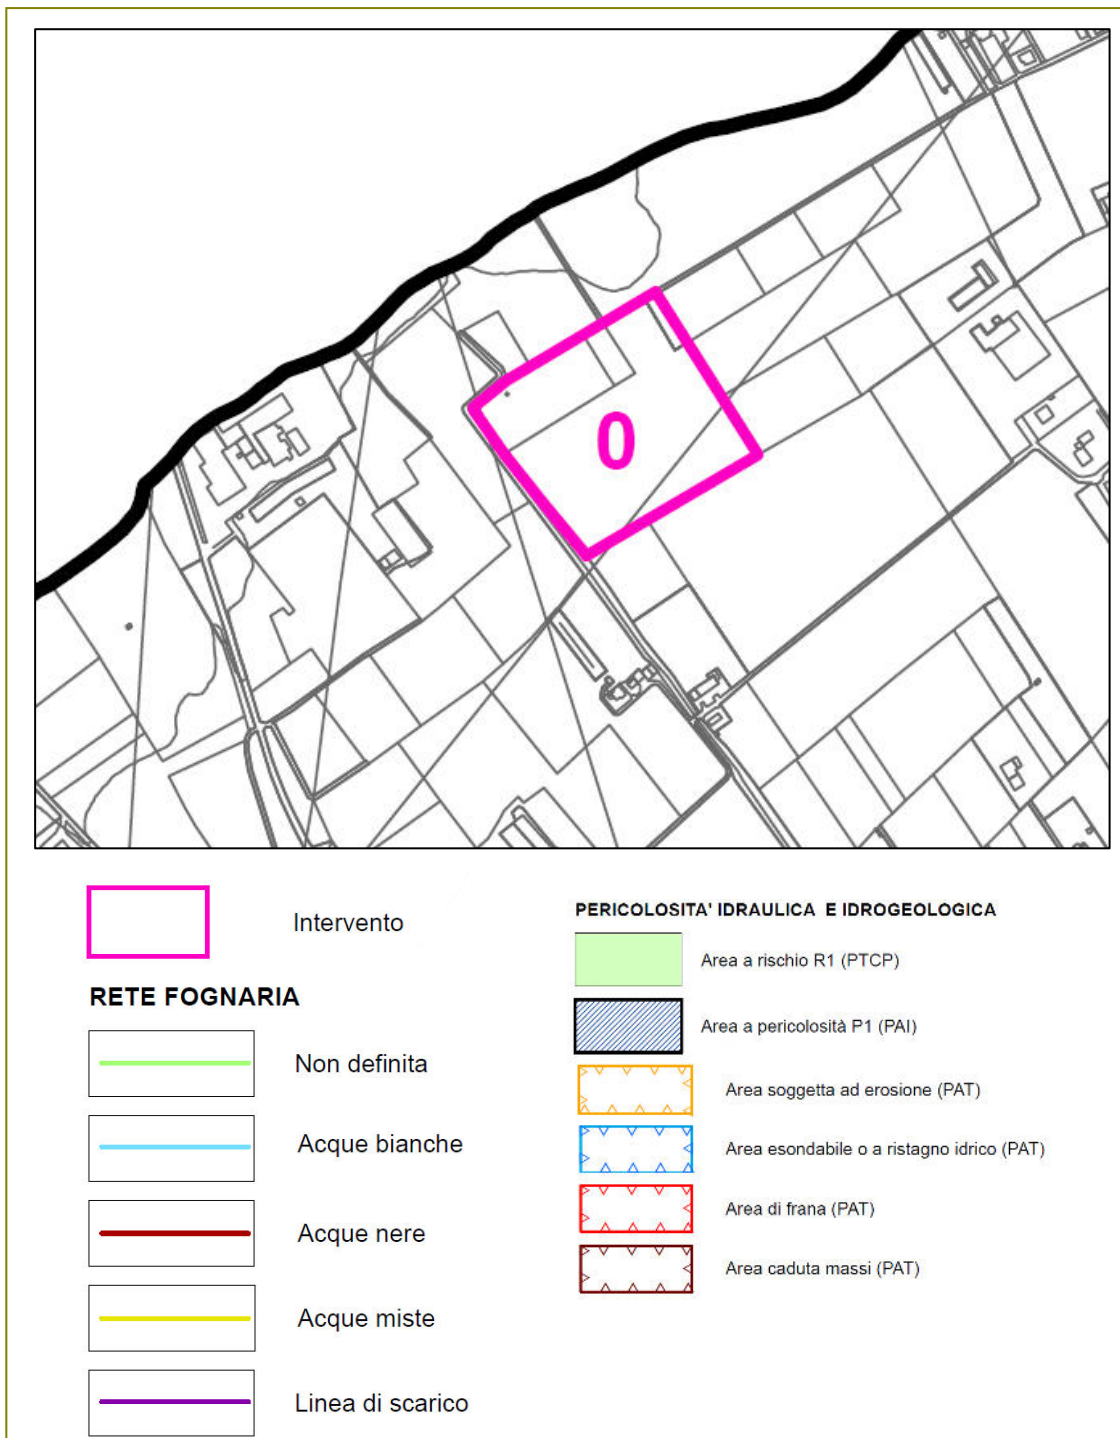 0
Intervento
RETE FOGNARIA
Non definita
Acque bianche
Acque nere
Acque miste
Linea di scarico
PERICOLOSITA' IDRAULICA E IDROGEOLOGICA
Area a rischio R1 (PTCP)
Area a pericolosità P1 (PAI)
Area soggetta ad erosione (PAT)
Area esondabile o a ristagno idrico (PAT)
Area di frana (PAT)
Area caduta massi (PAT)